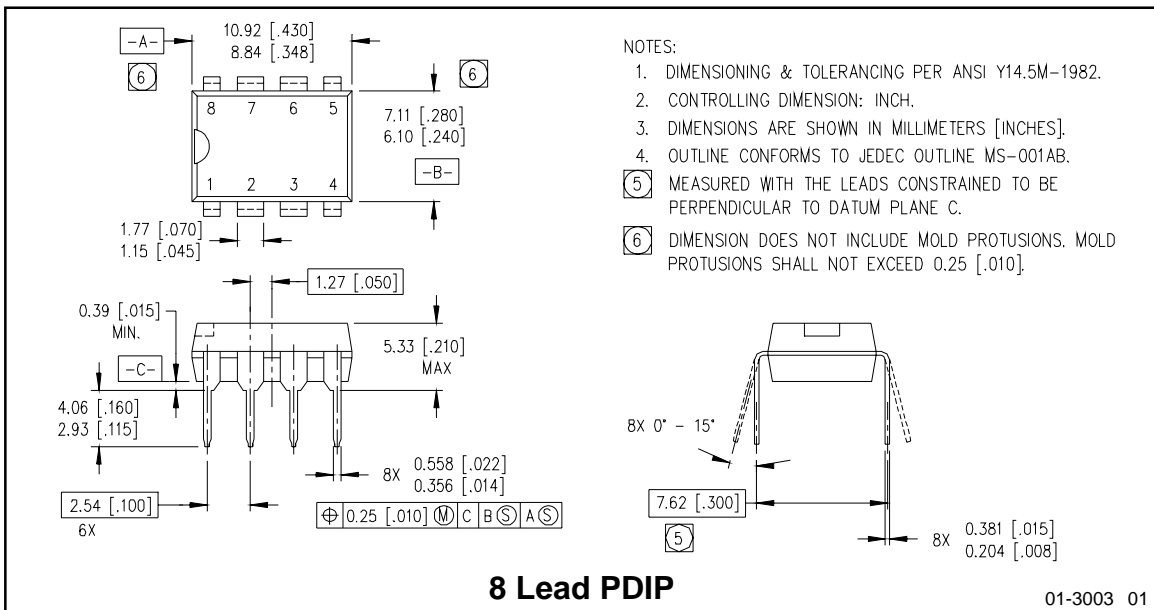 -A-
10.92 [.430]
8.84 [.348]
6
6
8 7 6 5
7.11 [.280]
6.10 [.240]
-B-
1 2 3 4
1.77 [.070]
1.15 [.045]
1.27 [.050]
0.39 [.015]
MIN.
-C-
5.33 [.210]
MAX
4.06 [.160]
2.93 [.115]
8X 0.558 [.022]
0.356 [.014]
2.54 [.100]
6X
⌖ 0.25 [.010] Ⓜ C B Ⓢ A Ⓢ
NOTES:
1. DIMENSIONING & TOLERANCING PER ANSI Y14.5M-1982.
2. CONTROLLING DIMENSION: INCH.
3. DIMENSIONS ARE SHOWN IN MILLIMETERS [INCHES].
4. OUTLINE CONFORMS TO JEDEC OUTLINE MS-001AB.
5 MEASURED WITH THE LEADS CONSTRAINED TO BE
PERPENDICULAR TO DATUM PLANE C.
6 DIMENSION DOES NOT INCLUDE MOLD PROTUSIONS. MOLD
PROTUSIONS SHALL NOT EXCEED 0.25 [.010].
8X 0° - 15°
7.62 [.300]
5
8X 0.381 [.015]
0.204 [.008]
8 Lead PDIP
01-3003 01